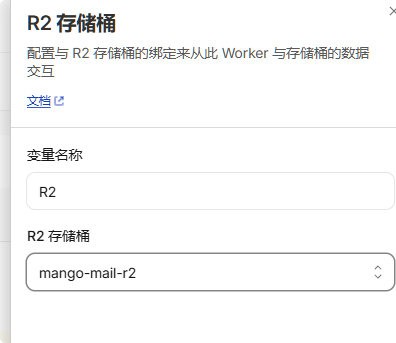 R2 存储桶
配置与 R2 存储桶的绑定来从此 Worker 与存储桶的数据
交互
文档
变量名称
R2
R2 存储桶
mango-mail-r2